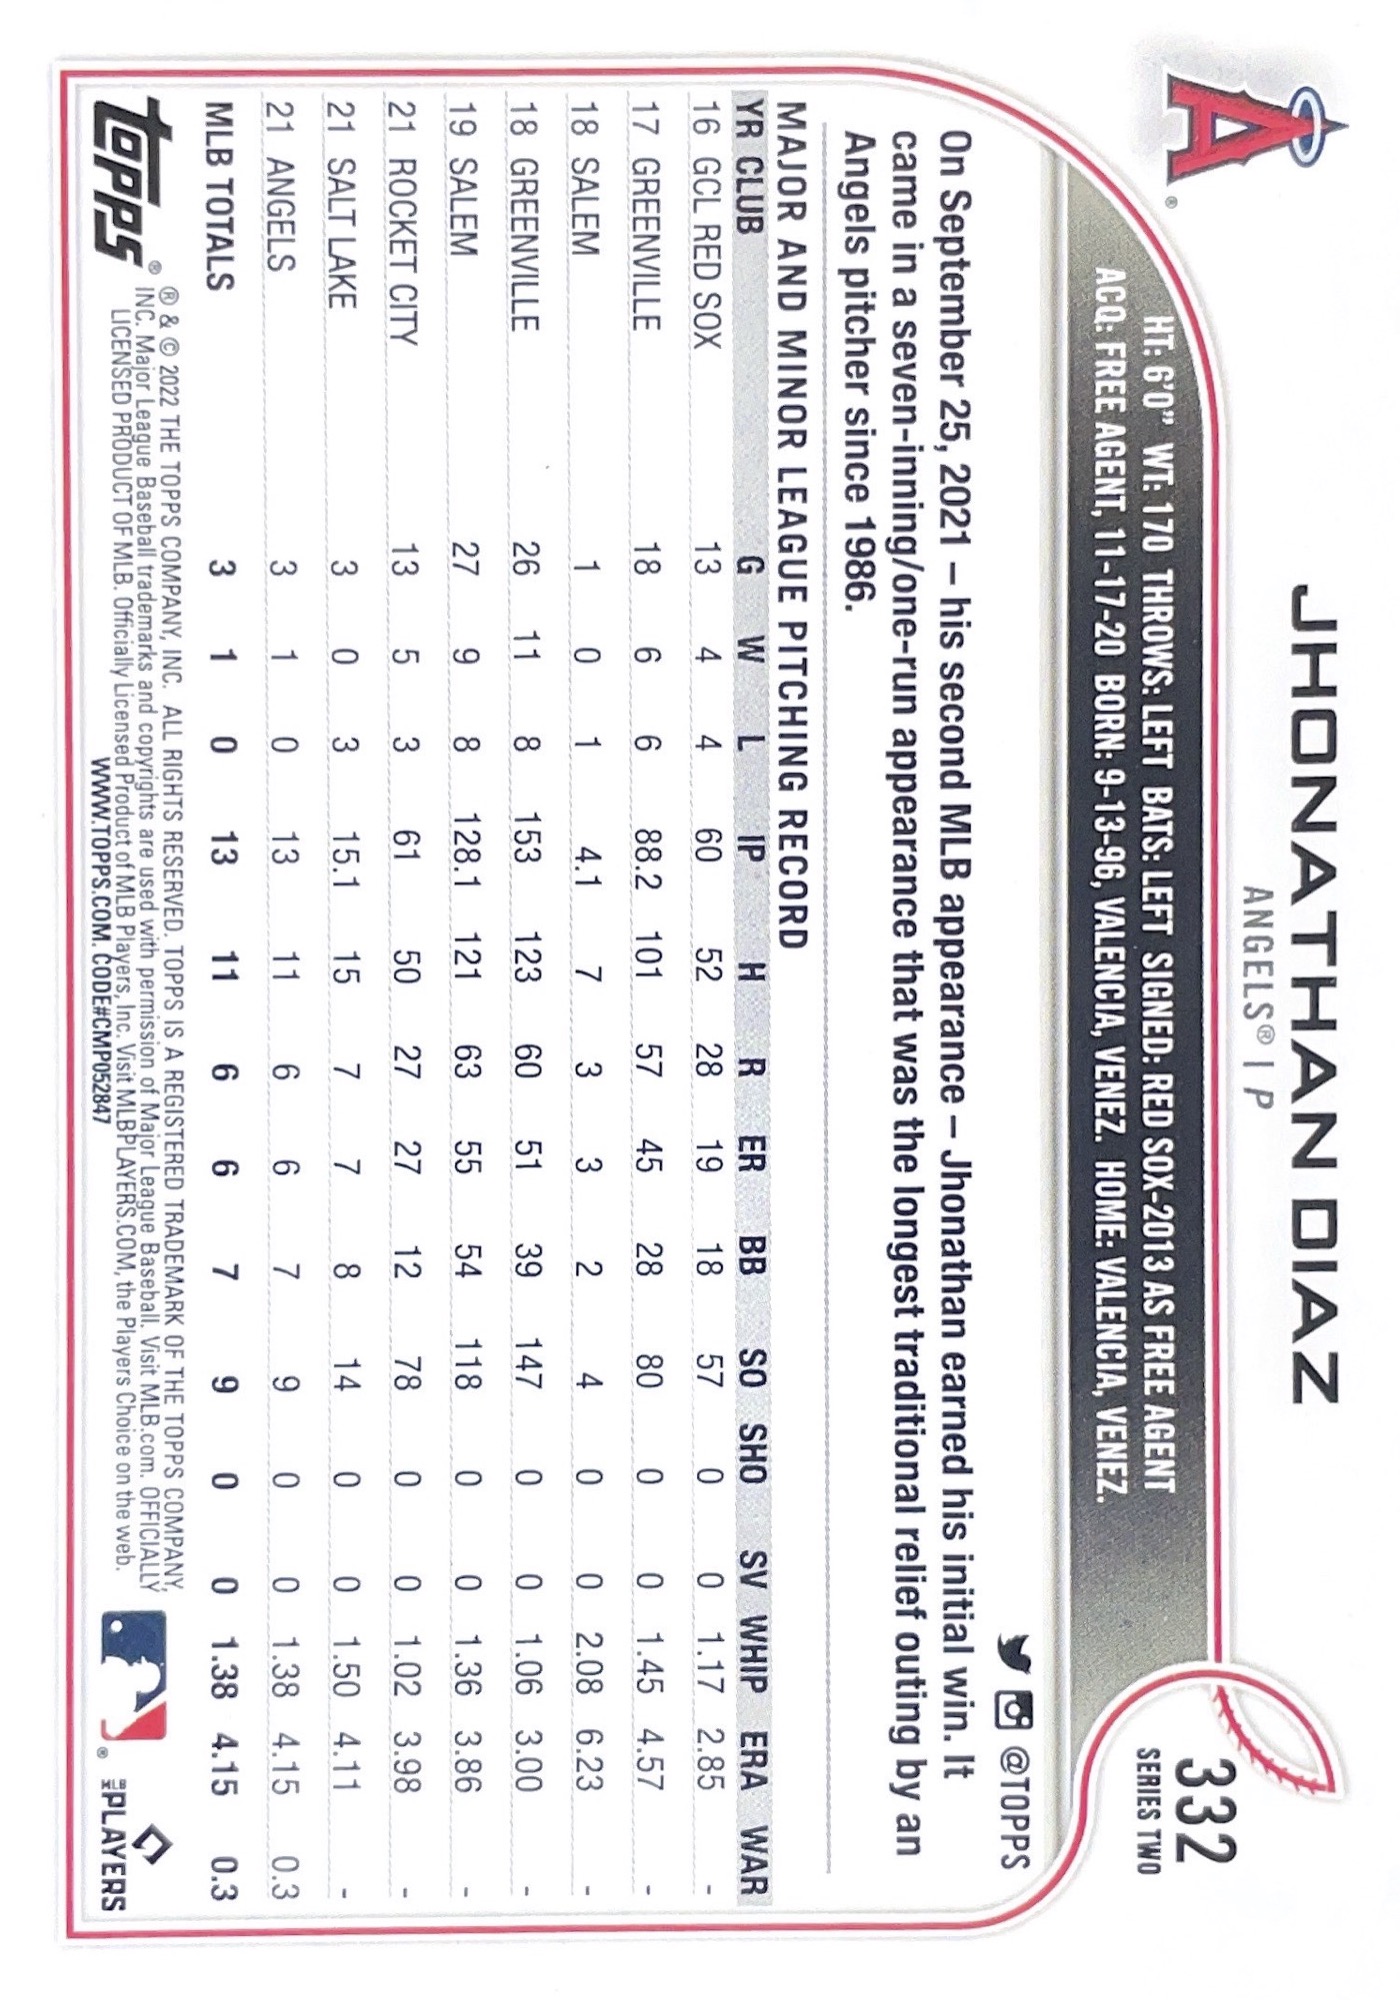 JHONATHAN DIAZ
ANGELS® | P
332
SERIES TWO
A®
HT: 6'0" WT: 170 THROWS: LEFT BATS: LEFT SIGNED: RED SOX-2013 AS FREE AGENT
ACQ: FREE AGENT, 11-17-20 BORN: 9-13-96, VALENCIA, VENEZ. HOME: VALENCIA, VENEZ.
@TOPPS
On September 25, 2021 – his second MLB appearance – Jhonathan earned his initial win. It
came in a seven-inning/one-run appearance that was the longest traditional relief outing by an
Angels pitcher since 1986.
MAJOR AND MINOR LEAGUE PITCHING RECORD
YR CLUB G W L IP H R ER BB SO SHO SV WHIP ERA WAR
16 GCL RED SOX 13 4 4 60 52 28 19 18 57 0 0 1.17 2.85 -
17 GREENVILLE 18 6 6 88.2 101 57 45 28 80 0 0 1.45 4.57 -
18 SALEM 1 0 1 4.1 7 3 3 2 4 0 0 2.08 6.23 -
18 GREENVILLE 26 11 8 153 123 60 51 39 147 0 0 1.06 3.00 -
19 SALEM 27 9 8 128.1 121 63 55 54 118 0 0 1.36 3.86 -
21 ROCKET CITY 13 5 3 61 50 27 27 12 78 0 0 1.02 3.98 -
21 SALT LAKE 3 0 3 15.1 15 7 7 8 14 0 0 1.50 4.11 -
21 ANGELS 3 1 0 13 11 6 6 7 9 0 0 1.38 4.15 0.3
MLB TOTALS 3 1 0 13 11 6 6 7 9 0 0 1.38 4.15 0.3
topps®
® & © 2022 THE TOPPS COMPANY, INC. ALL RIGHTS RESERVED. TOPPS IS A REGISTERED TRADEMARK OF THE TOPPS COMPANY,
INC. Major League Baseball trademarks and copyrights are used with permission of Major League Baseball. Visit MLB.com. OFFICIALLY
LICENSED PRODUCT OF MLB. Officially Licensed Product of MLB Players, Inc. Visit MLBPLAYERS.COM, the Players Choice on the web.
WWW.TOPPS.COM. CODE#CMP052847
®
MLB PLAYERS